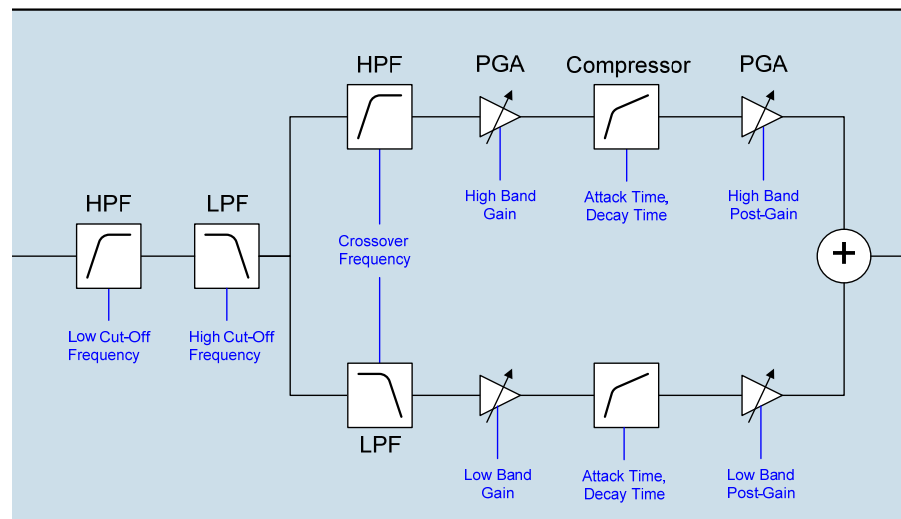 HPF
PGA
Compressor
PGA
High Band
Gain
Attack Time,
Decay Time
High Band
Post-Gain
HPF
LPF
Crossover
Frequency
+
Low Cut-Off
Frequency
High Cut-Off
Frequency
LPF
Low Band
Gain
Attack Time,
Decay Time
Low Band
Post-Gain